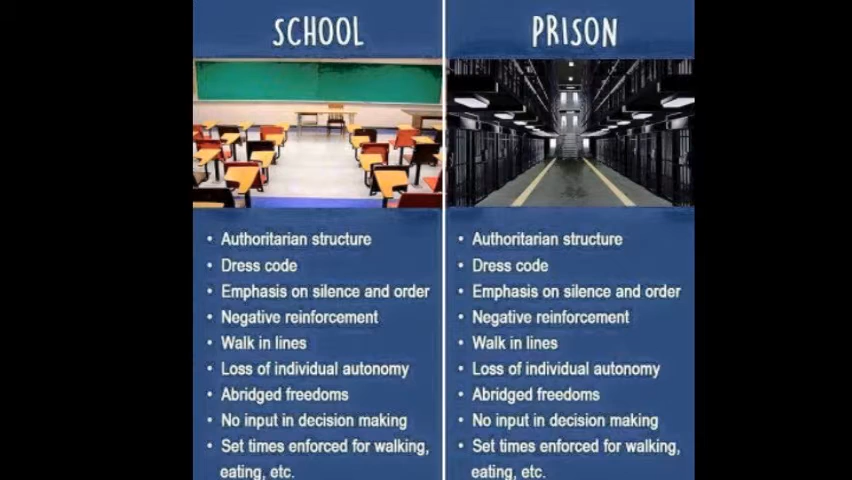 SCHOOL
• Authoritarian structure
• Dress code
• Emphasis on silence and order
• Negative reinforcement
• Walk in lines
• Loss of individual autonomy
• Abridged freedoms
• No input in decision making
• Set times enforced for walking,
eating, etc.
PRISON
• Authoritarian structure
• Dress code
• Emphasis on silence and order
• Negative reinforcement
• Walk in lines
• Loss of individual autonomy
• Abridged freedoms
• No input in decision making
• Set times enforced for walking,
eating, etc.